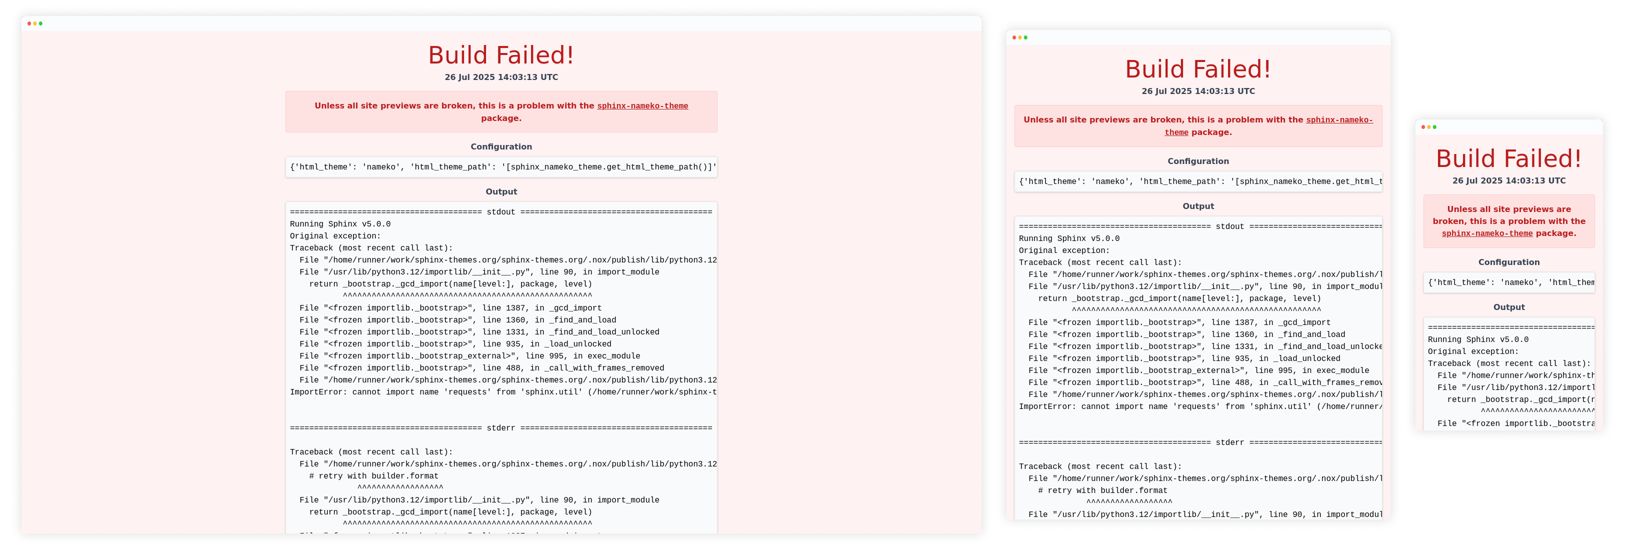 Build Failed!
26 Jul 2025 14:03:13 UTC
Unless all site previews are broken, this is a problem with the sphinx-nameko-theme
package.
Configuration
{'html_theme': 'nameko', 'html_theme_path': '[sphinx_nameko_theme.get_html_theme_path()]'
Output
======================================== stdout ========================================
Running Sphinx v5.0.0
Original exception:
Traceback (most recent call last):
  File "/home/runner/work/sphinx-themes.org/sphinx-themes.org/.nox/publish/lib/python3.12
  File "/usr/lib/python3.12/importlib/__init__.py", line 90, in import_module
    return _bootstrap._gcd_import(name[level:], package, level)
           ^^^^^^^^^^^^^^^^^^^^^^^^^^^^^^^^^^^^^^^^^^^^^^^^^^^^
  File "<frozen importlib._bootstrap>", line 1387, in _gcd_import
  File "<frozen importlib._bootstrap>", line 1360, in _find_and_load
  File "<frozen importlib._bootstrap>", line 1331, in _find_and_load_unlocked
  File "<frozen importlib._bootstrap>", line 935, in _load_unlocked
  File "<frozen importlib._bootstrap_external>", line 995, in exec_module
  File "<frozen importlib._bootstrap>", line 488, in _call_with_frames_removed
  File "/home/runner/work/sphinx-themes.org/sphinx-themes.org/.nox/publish/lib/python3.12
ImportError: cannot import name 'requests' from 'sphinx.util' (/home/runner/work/sphinx-t
======================================== stderr ========================================
Traceback (most recent call last):
  File "/home/runner/work/sphinx-themes.org/sphinx-themes.org/.nox/publish/lib/python3.12
    # retry with builder.format
              ^^^^^^^^^^^^^^^^^^
  File "/usr/lib/python3.12/importlib/__init__.py", line 90, in import_module
    return _bootstrap._gcd_import(name[level:], package, level)
           ^^^^^^^^^^^^^^^^^^^^^^^^^^^^^^^^^^^^^^^^^^^^^^^^^^^^
Build Failed!
26 Jul 2025 14:03:13 UTC
Unless all site previews are broken, this is a problem with the sphinx-nameko-
theme package.
Configuration
{'html_theme': 'nameko', 'html_theme_path': '[sphinx_nameko_theme.get_html_t
Output
======================================== stdout ============================
Running Sphinx v5.0.0
Original exception:
Traceback (most recent call last):
  File "/home/runner/work/sphinx-themes.org/sphinx-themes.org/.nox/publish/l
  File "/usr/lib/python3.12/importlib/__init__.py", line 90, in import_modul
    return _bootstrap._gcd_import(name[level:], package, level)
           ^^^^^^^^^^^^^^^^^^^^^^^^^^^^^^^^^^^^^^^^^^^^^^^^^^^^
  File "<frozen importlib._bootstrap>", line 1387, in _gcd_import
  File "<frozen importlib._bootstrap>", line 1360, in _find_and_load
  File "<frozen importlib._bootstrap>", line 1331, in _find_and_load_unlocke
  File "<frozen importlib._bootstrap>", line 935, in _load_unlocked
  File "<frozen importlib._bootstrap_external>", line 995, in exec_module
  File "<frozen importlib._bootstrap>", line 488, in _call_with_frames_remov
  File "/home/runner/work/sphinx-themes.org/sphinx-themes.org/.nox/publish/l
ImportError: cannot import name 'requests' from 'sphinx.util' (/home/runner/
======================================== stderr ============================
Traceback (most recent call last):
  File "/home/runner/work/sphinx-themes.org/sphinx-themes.org/.nox/publish/l
    # retry with builder.format
              ^^^^^^^^^^^^^^^^^^
  File "/usr/lib/python3.12/importlib/__init__.py", line 90, in import_modul
Build Failed!
26 Jul 2025 14:03:13 UTC
Unless all site previews are
broken, this is a problem with the
sphinx-nameko-theme package.
Configuration
{'html_theme': 'nameko', 'html_them
Output
===================================
Running Sphinx v5.0.0
Original exception:
Traceback (most recent call last):
  File "/home/runner/work/sphinx-th
  File "/usr/lib/python3.12/importl
    return _bootstrap._gcd_import(n
           ^^^^^^^^^^^^^^^^^^^^^^^^
  File "<frozen importlib._bootstra